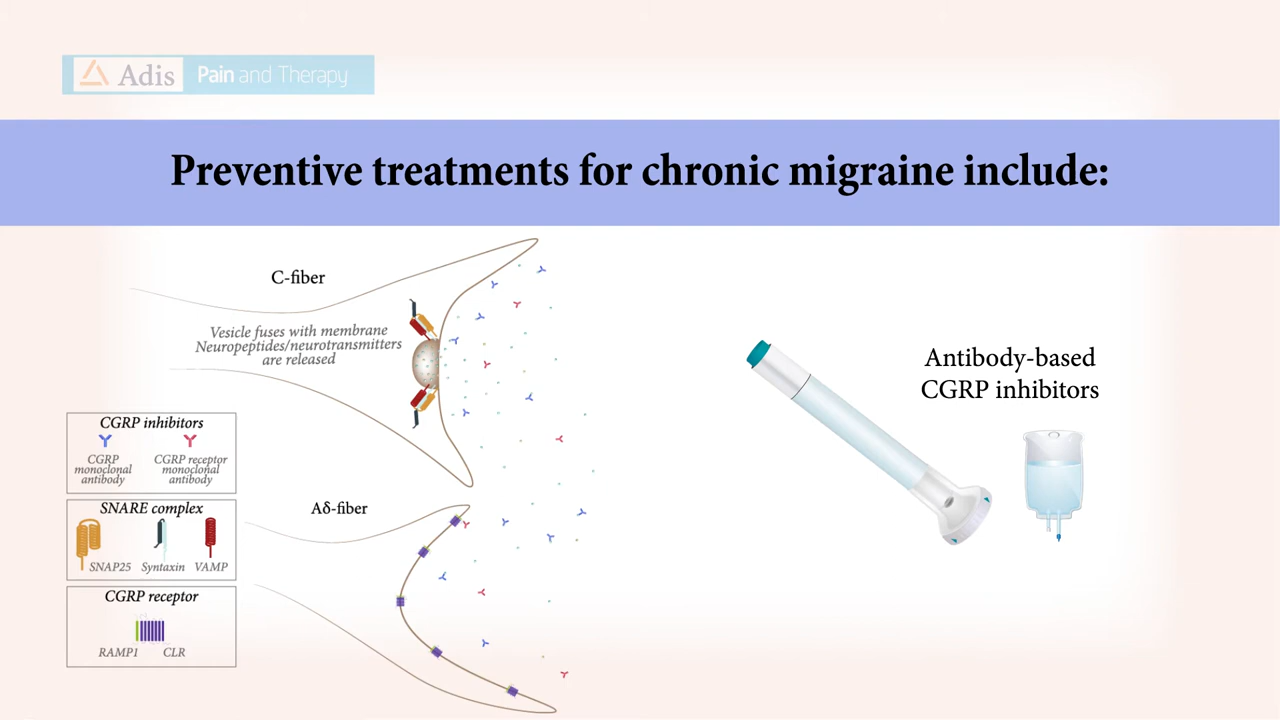 Adis Pain and Therapy
Preventive treatments for chronic migraine include:
C-fiber
Vesicle fuses with membrane
Neuropeptides/neurotransmitters
are released
Antibody-based
CGRP inhibitors
CGRP inhibitors
CGRP
monoclonal
antibody
CGRP receptor
monoclonal
antibody
SNARE complex
SNAP25 Syntaxin VAMP
Aδ-fiber
CGRP receptor
RAMP1 CLR